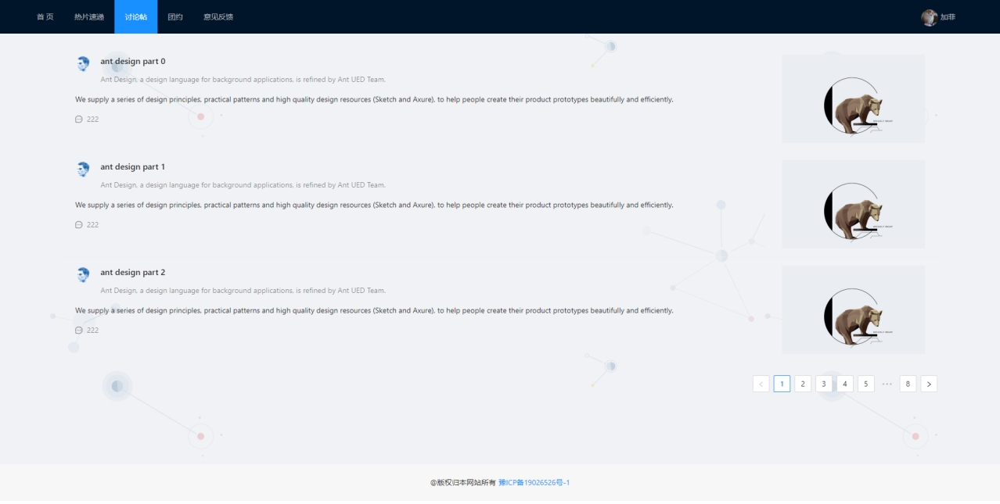 首 页 热片速递 讨论帖 团约 意见反馈 加菲
ant design part 0
Ant Design, a design language for background applications, is refined by Ant UED Team.
We supply a series of design principles, practical patterns and high quality design resources (Sketch and Axure), to help people create their product prototypes beautifully and efficiently.
222
ant design part 1
Ant Design, a design language for background applications, is refined by Ant UED Team.
We supply a series of design principles, practical patterns and high quality design resources (Sketch and Axure), to help people create their product prototypes beautifully and efficiently.
222
ant design part 2
Ant Design, a design language for background applications, is refined by Ant UED Team.
We supply a series of design principles, practical patterns and high quality design resources (Sketch and Axure), to help people create their product prototypes beautifully and efficiently.
222
< 1 2 3 4 5 ••• 8 >
@版权归本网站所有 豫ICP备19026526号-1